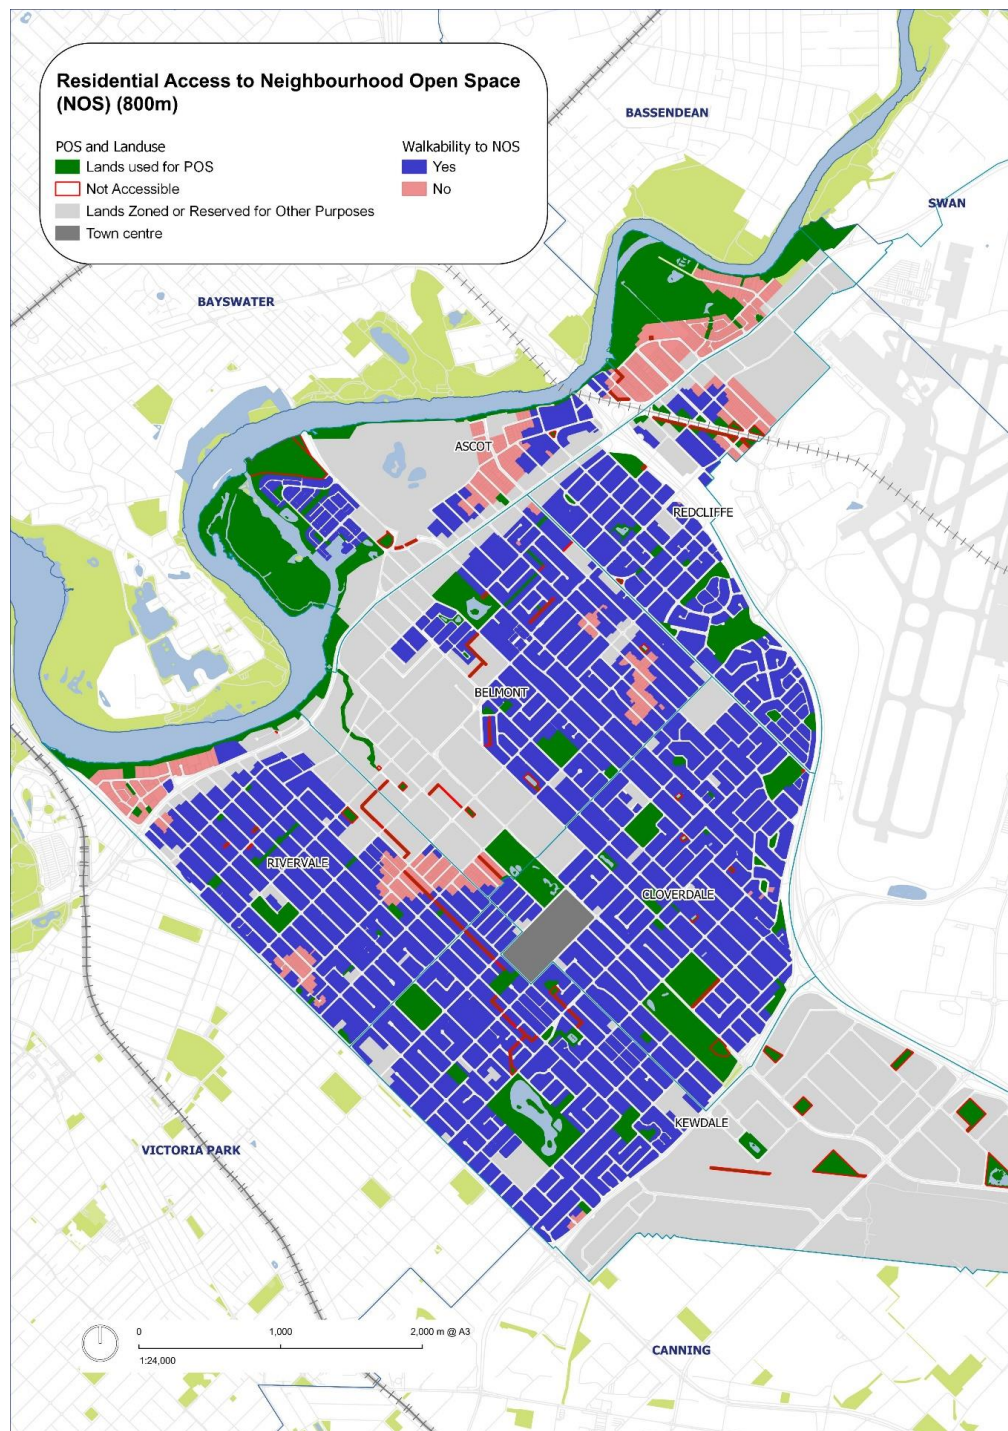 Residential Access to Neighbourhood Open Space
(NOS) (800m)
POS and Landuse
Lands used for POS
Not Accessible
Lands Zoned or Reserved for Other Purposes
Town centre
Walkability to NOS
Yes
No
BASSENDEAN
SWAN
BAYSWATER
ASCOT
REDCLIFFE
BELMONT
RIVERVALE
CLOVERDALE
KEWDALE
VICTORIA PARK
CANNING
0 1,000 2,000 m @ A3
1:24,000